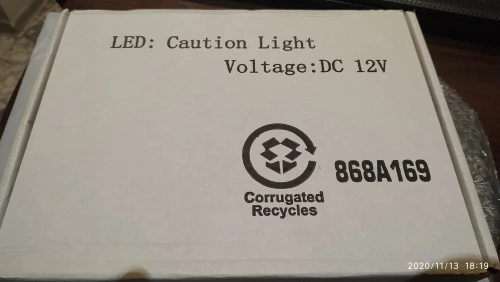 LED: Caution Light
Voltage:DC 12V
868A169
Corrugated
Recycles
2020/11/13 18:19